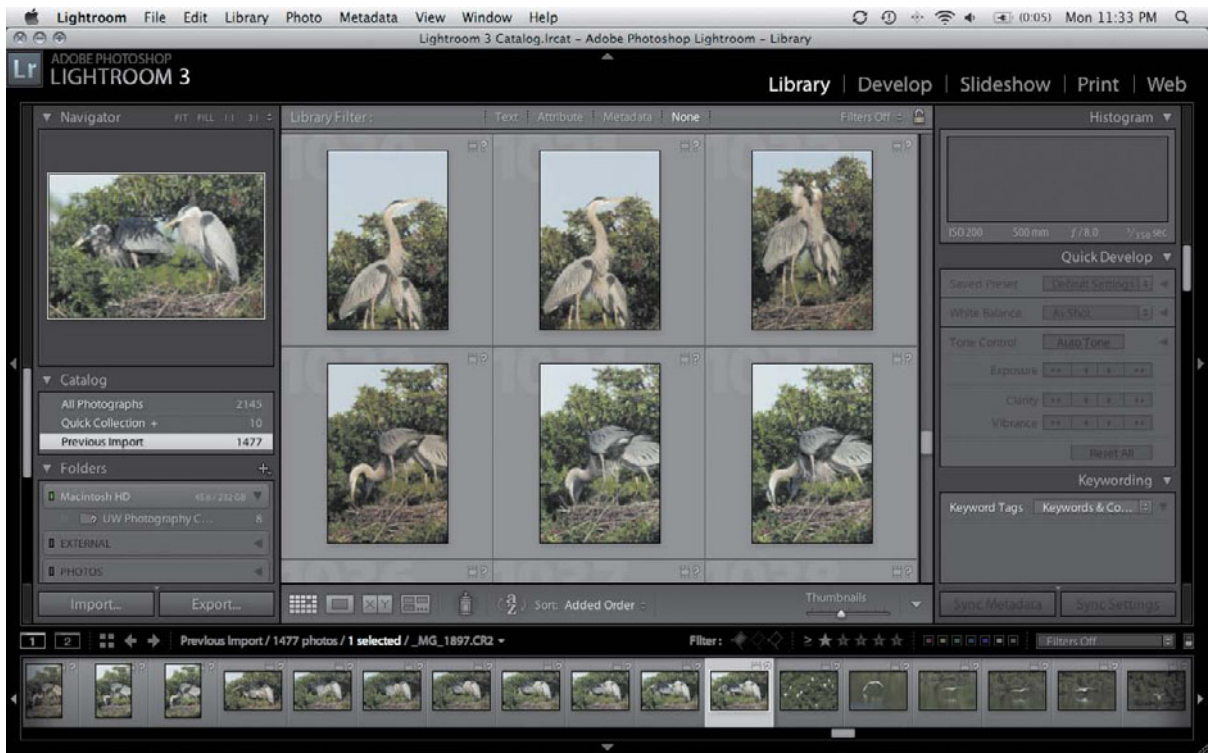 Lightroom File Edit Library Photo Metadata View Window Help (0:05) Mon 11:33 PM
Lightroom 3 Catalog.lrcat – Adobe Photoshop Lightroom – Library
Lr ADOBE PHOTOSHOP
LIGHTROOM 3
Library | Develop | Slideshow | Print | Web
Navigator FIT FILL 1:1 3:1
Library Filter: Text Attribute Metadata None Filters Off
Histogram
ISO 200 500 mm f / 8.0 1/350 sec
Quick Develop
Saved Preset Default Settings
White Balance As Shot
Tone Control Auto Tone
Exposure
Clarity
Vibrance
Reset All
Keywording
Keyword Tags Keywords & Co...
Sync Metadata Sync Settings
Catalog
All Photographs 2145
Quick Collection + 10
Previous Import 1477
Folders
Macintosh HD
UW Photography C... 8
EXTERNAL
PHOTOS
Import... Export...
XY Sort: Added Order Thumbnails
1 2 Previous Import / 1477 photos / 1 selected / _MG_1897.CR2 Filter: Filters Off